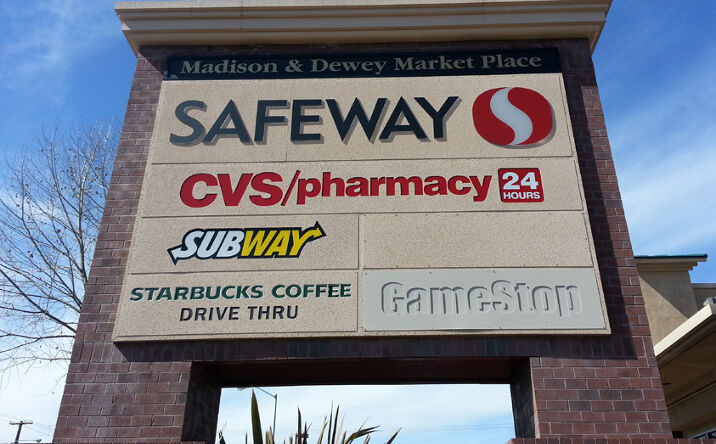 Madison & Dewey Market Place
SAFEWAY
CVS/pharmacy 24
HOURS
SUBWAY
STARBUCKS COFFEE
DRIVE THRU
GameStop